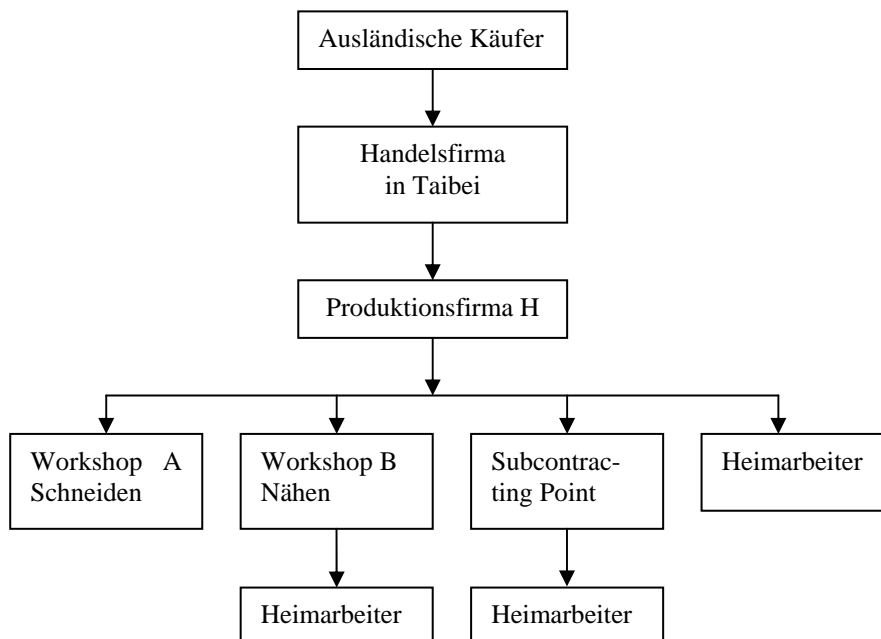 Ausländische Käufer
Handelsfirma
in Taibei
Produktionsfirma H
Workshop A
Schneiden
Workshop B
Nähen
Subcontrac-
ting Point
Heimarbeiter
Heimarbeiter
Heimarbeiter